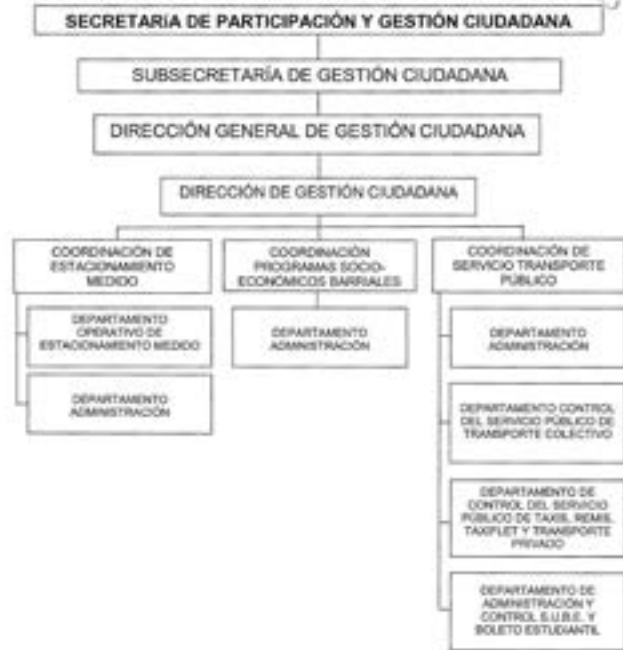 SECRETARÍA DE PARTICIPACIÓN Y GESTIÓN CIUDADANA
SUBSECRETARÍA DE GESTIÓN CIUDADANA
DIRECCIÓN GENERAL DE GESTIÓN CIUDADANA
DIRECCIÓN DE GESTIÓN CIUDADANA
COORDINACIÓN DE
ESTACIONAMIENTO
MEDIDO
DEPARTAMENTO
OPERATIVO DE
ESTACIONAMIENTO MEDIDO
DEPARTAMENTO
ADMINISTRACIÓN
COORDINACIÓN
PROGRAMAS SOCIO-
ECONÓMICOS BARRIALES
DEPARTAMENTO
ADMINISTRACIÓN
COORDINACIÓN DE
SERVICIO TRANSPORTE
PÚBLICO
DEPARTAMENTO
ADMINISTRACIÓN
DEPARTAMENTO CONTROL
DEL SERVICIO PÚBLICO DE
TRANSPORTE COLECTIVO
DEPARTAMENTO DE
CONTROL DEL SERVICIO
PÚBLICO DE TAXIS, REMIS,
TAXIFLET Y TRANSPORTE
PRIVADO
DEPARTAMENTO DE
ADMINISTRACIÓN Y
CONTROL S.U.B.E. Y
BOLETO ESTUDIANTIL